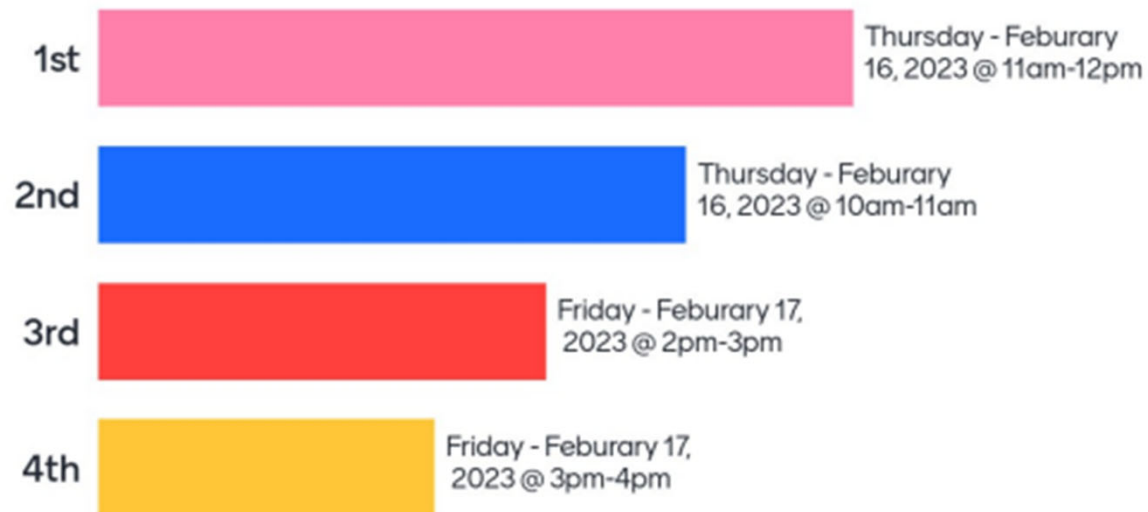 1st
Thursday - Feburary
16, 2023 @ 11am-12pm
2nd
Thursday - Feburary
16, 2023 @ 10am-11am
3rd
Friday - Feburary 17,
2023 @ 2pm-3pm
4th
Friday - Feburary 17,
2023 @ 3pm-4pm